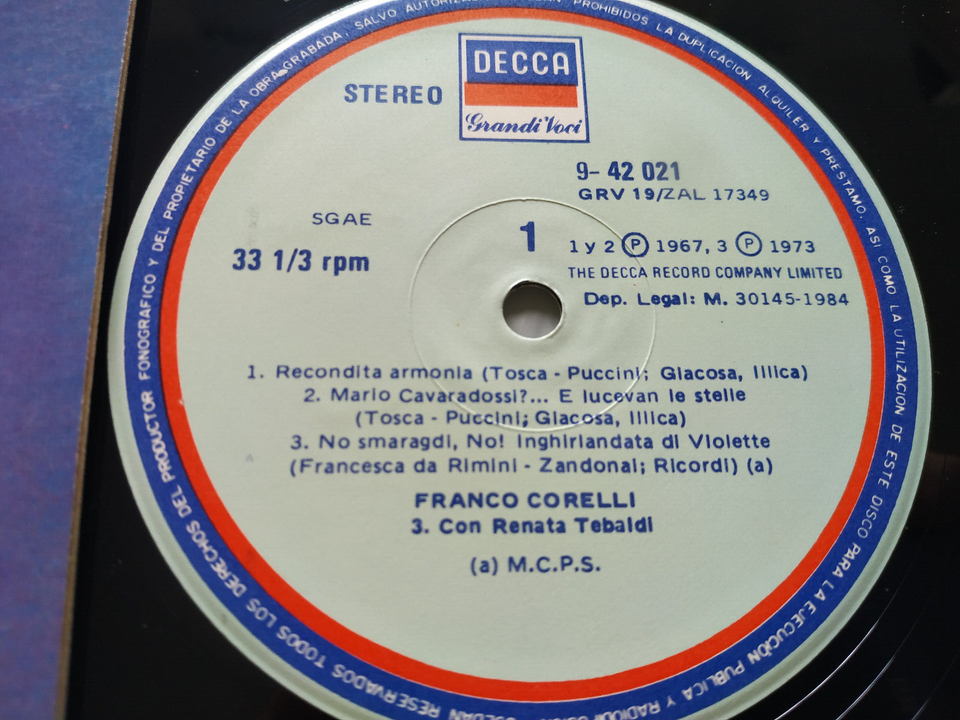 DECCA
Grandi Voci
STEREO
9- 42 021
GRV 19/ZAL 17349
SGAE
33 1/3 rpm
1
1 y 2 Ⓟ 1967, 3 Ⓟ 1973
THE DECCA RECORD COMPANY LIMITED
Dep. Legal: M. 30145-1984
1. Recondita armonia (Tosca - Puccini; Giacosa, Illica)
2. Mario Cavaradossi?... E lucevan le stelle
(Tosca - Puccini; Giacosa, Illica)
3. No smaragdi, No! Inghirlandata di Violette
(Francesca da Rimini - Zandonai; Ricordi) (a)
FRANCO CORELLI
3. Con Renata Tebaldi
(a) M.C.P.S.
RESERVADOS TODOS LOS DERECHOS DEL PRODUCTOR FONOGRAFICO Y DEL PROPIETARIO DE LA OBRA GRABADA, SALVO PROHIBIDOS LA DUPLICACION ALQUILER Y PRESTAMO, ASI COMO LA UTILIZACION DE ESTE DISCO PARA LA EJECUCION PUBLICA Y